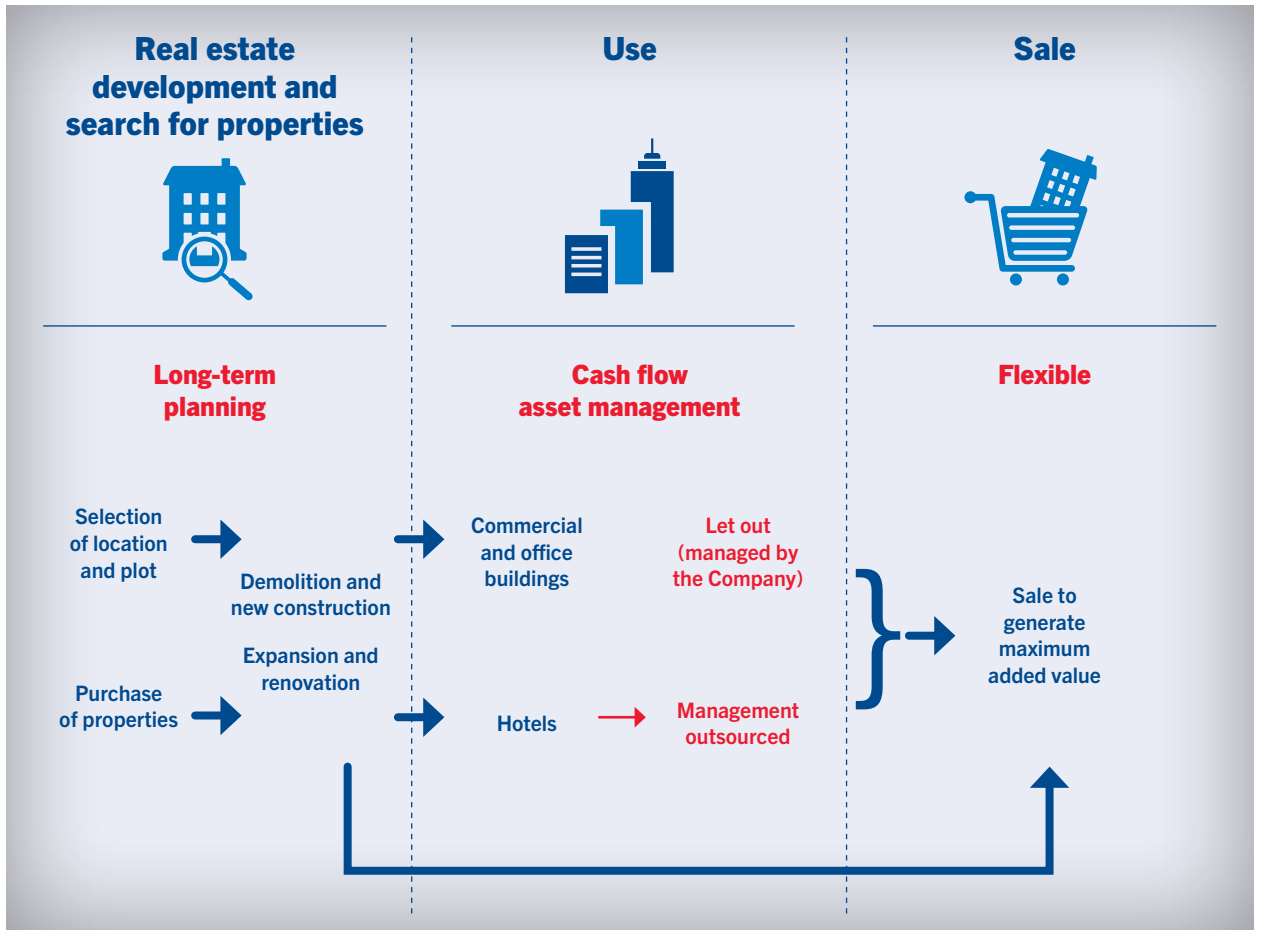 Real estate
development and
search for properties
Use
Sale
Long-term
planning
Cash flow
asset management
Flexible
Selection
of location
and plot
Demolition and
new construction
Expansion and
renovation
Purchase
of properties
Commercial
and office
buildings
Let out
(managed by
the Company)
Hotels
Management
outsourced
Sale to
generate
maximum
added value